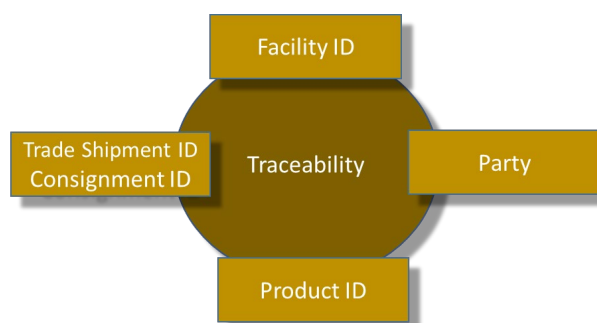 Facility ID
Trade Shipment ID
Consignment ID
Traceability
Party
Product ID